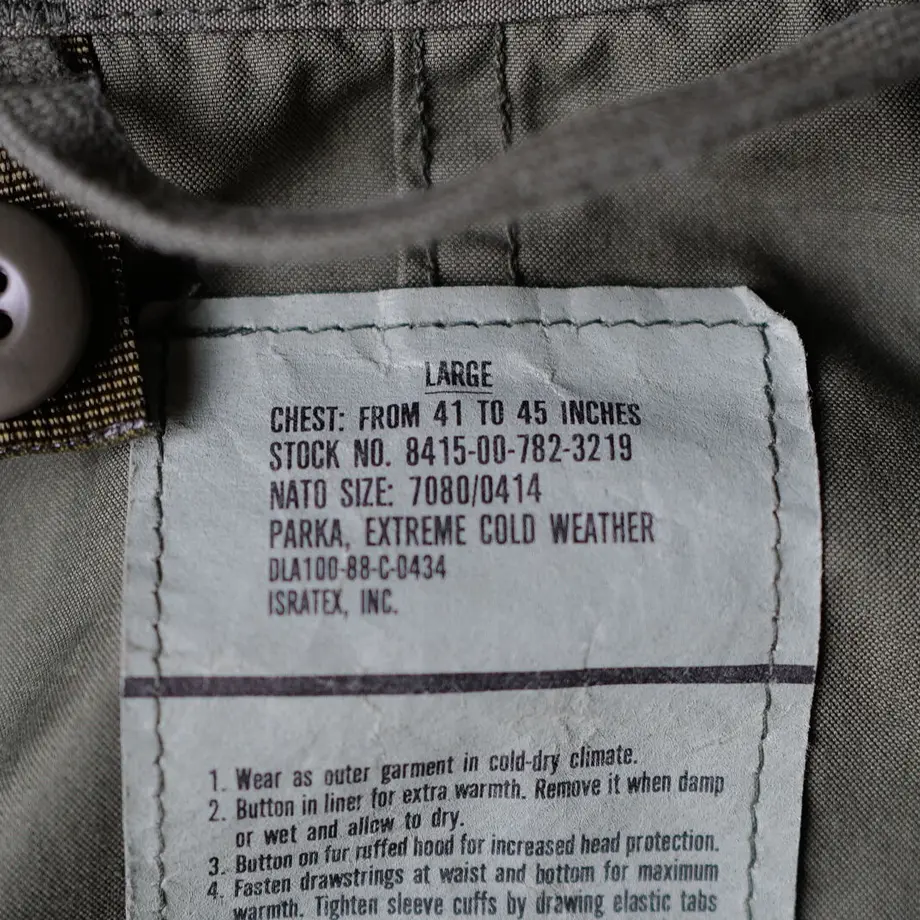 LARGE
CHEST: FROM 41 TO 45 INCHES
STOCK NO. 8415-00-782-3219
NATO SIZE: 7080/0414
PARKA, EXTREME COLD WEATHER
DLA100-88-C-0434
ISRATEX, INC.
1. Wear as outer garment in cold-dry climate.
2. Button in liner for extra warmth. Remove it when damp
or wet and allow to dry.
3. Button on fur ruffed hood for increased head protection.
4. Fasten drawstrings at waist and bottom for maximum
warmth. Tighten sleeve cuffs by drawing elastic tabs